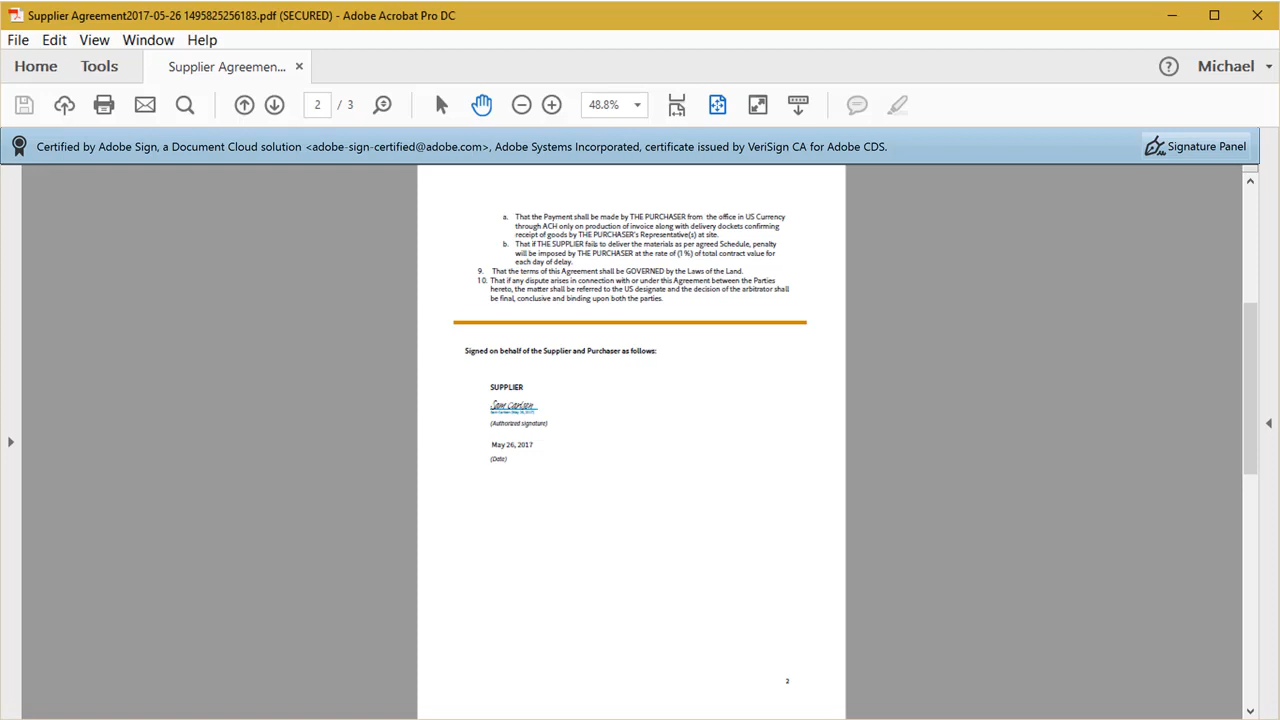 Supplier Agreement2017-05-26 1495825256183.pdf (SECURED) - Adobe Acrobat Pro DC
File Edit View Window Help
Home Tools Supplier Agreemen... × ? Michael
2 / 3 48.8%
Certified by Adobe Sign, a Document Cloud solution <adobe-sign-certified@adobe.com>, Adobe Systems Incorporated, certificate issued by VeriSign CA for Adobe CDS. Signature Panel
a. That the Payment shall be made by THE PURCHASER from the office in US Currency
through ACH only on production of invoice along with delivery dockets confirming
receipt of goods by THE PURCHASER's Representative(s) at site.
b. That if THE SUPPLIER fails to deliver the materials as per agreed Schedule, penalty
will be imposed by THE PURCHASER at the rate of (1%) of total contract value for
each day of delay.
9. That the terms of this Agreement shall be GOVERNED by the Laws of the Land.
10. That if any dispute arises in connection with or under this Agreement between the Parties
hereto, the matter shall be referred to the US designate and the decision of the arbitrator shall
be final, conclusive and binding upon both the parties.
Signed on behalf of the Supplier and Purchaser as follows:
SUPPLIER
Sam Carlsen
Sam Carlsen (May 26, 2017)
(Authorized signature)
May 26, 2017
(Date)
2